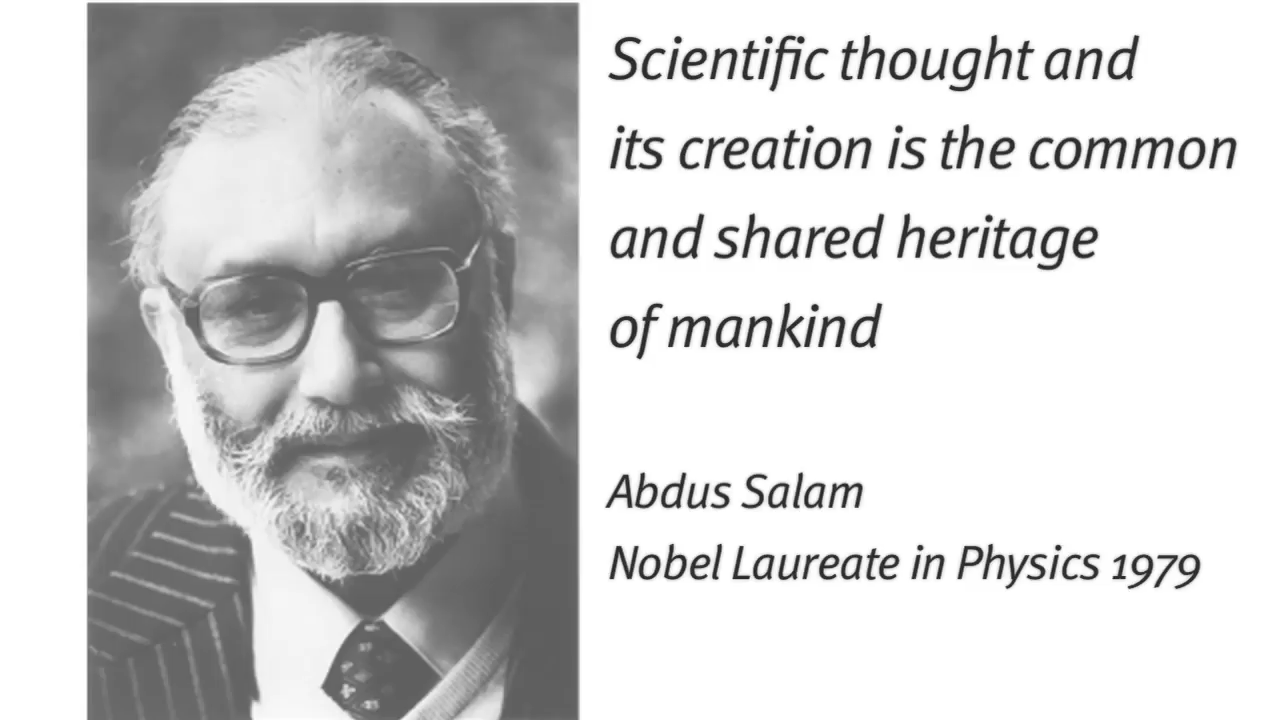 Scientific thought and
its creation is the common
and shared heritage
of mankind
Abdus Salam
Nobel Laureate in Physics 1979